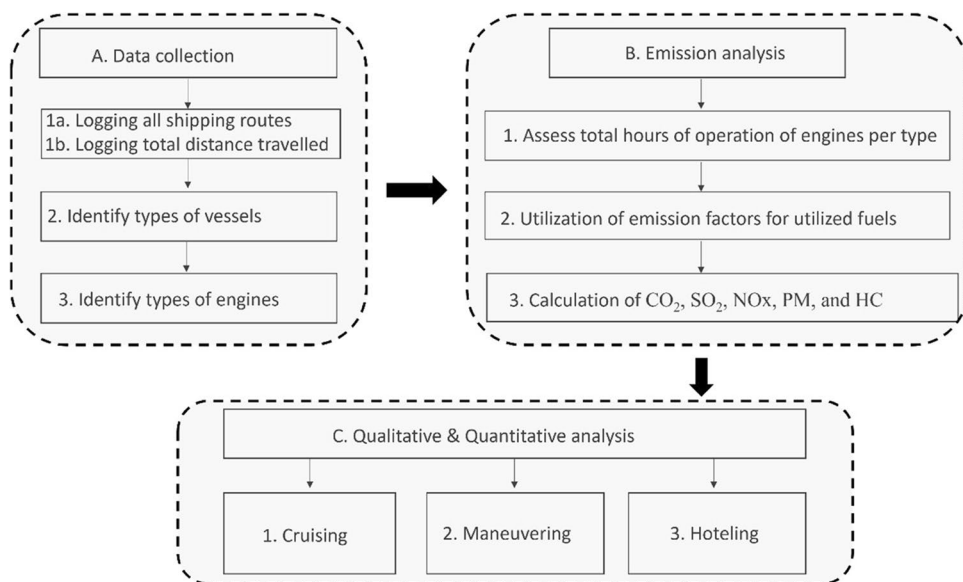 A. Data collection
1a. Logging all shipping routes
1b. Logging total distance travelled
2. Identify types of vessels
3. Identify types of engines
B. Emission analysis
1. Assess total hours of operation of engines per type
2. Utilization of emission factors for utilized fuels
3. Calculation of CO₂, SO₂, NOx, PM, and HC
C. Qualitative & Quantitative analysis
1. Cruising
2. Maneuvering
3. Hoteling